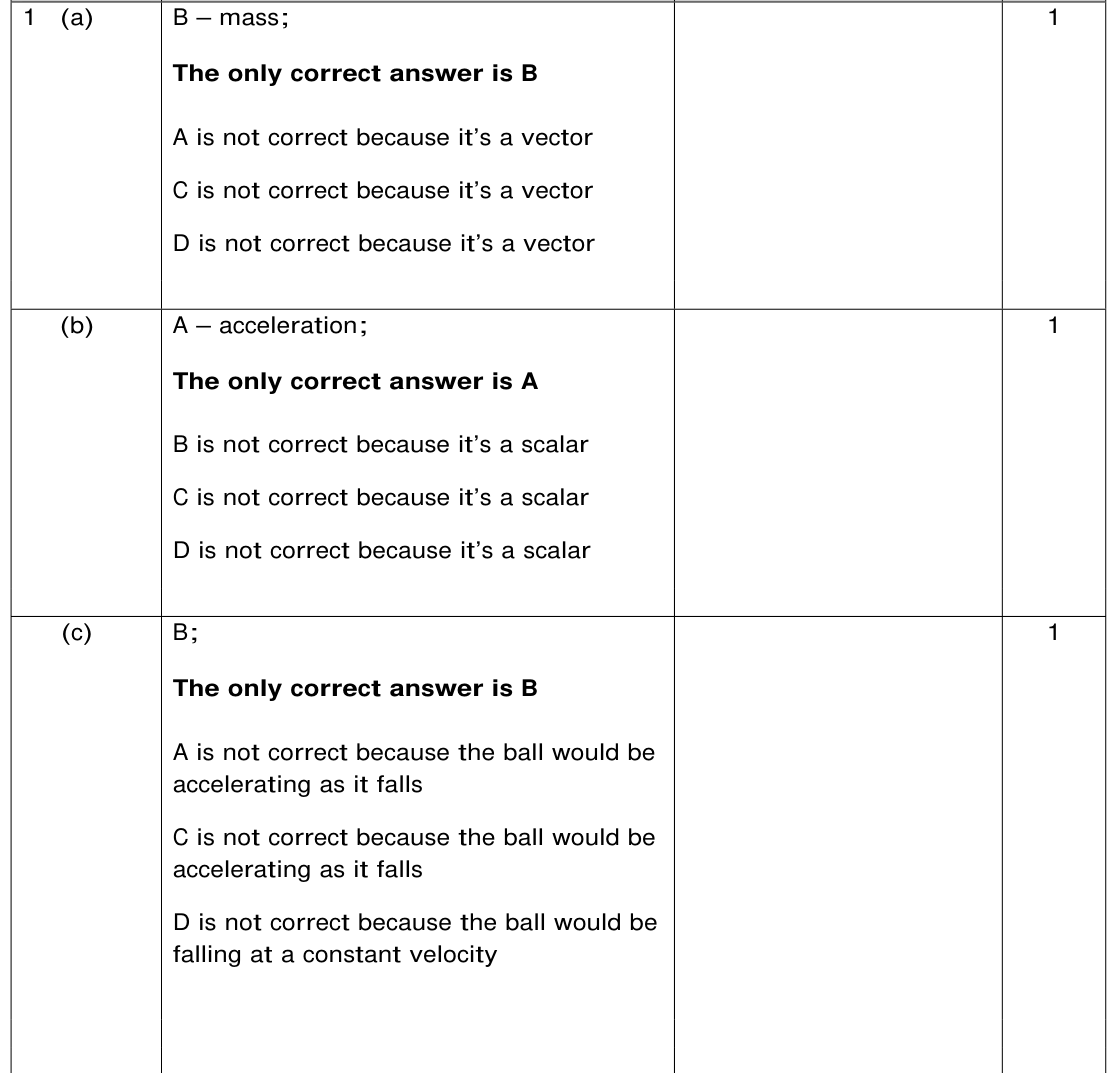 1 (a) B – mass; 1
The only correct answer is B
A is not correct because it’s a vector
C is not correct because it’s a vector
D is not correct because it’s a vector
(b) A – acceleration; 1
The only correct answer is A
B is not correct because it’s a scalar
C is not correct because it’s a scalar
D is not correct because it’s a scalar
(c) B; 1
The only correct answer is B
A is not correct because the ball would be
accelerating as it falls
C is not correct because the ball would be
accelerating as it falls
D is not correct because the ball would be
falling at a constant velocity